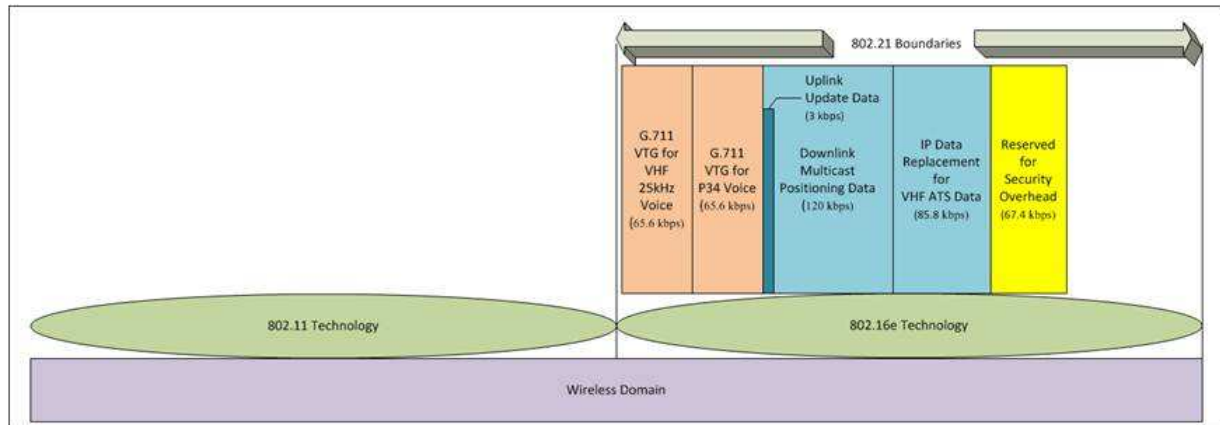 802.21 Boundaries
G.711
VTG for
VHF
25kHz
Voice
(65.6 kbps)
G.711
VTG for
P34 Voice
(65.6 kbps)
Uplink
Update Data
(3 kbps)
Downlink
Multicast
Positioning Data
(120 kbps)
IP Data
Replacement
for
VHF ATS Data
(85.8 kbps)
Reserved
for
Security
Overhead
(67.4 kbps)
802.11 Technology
802.16e Technology
Wireless Domain